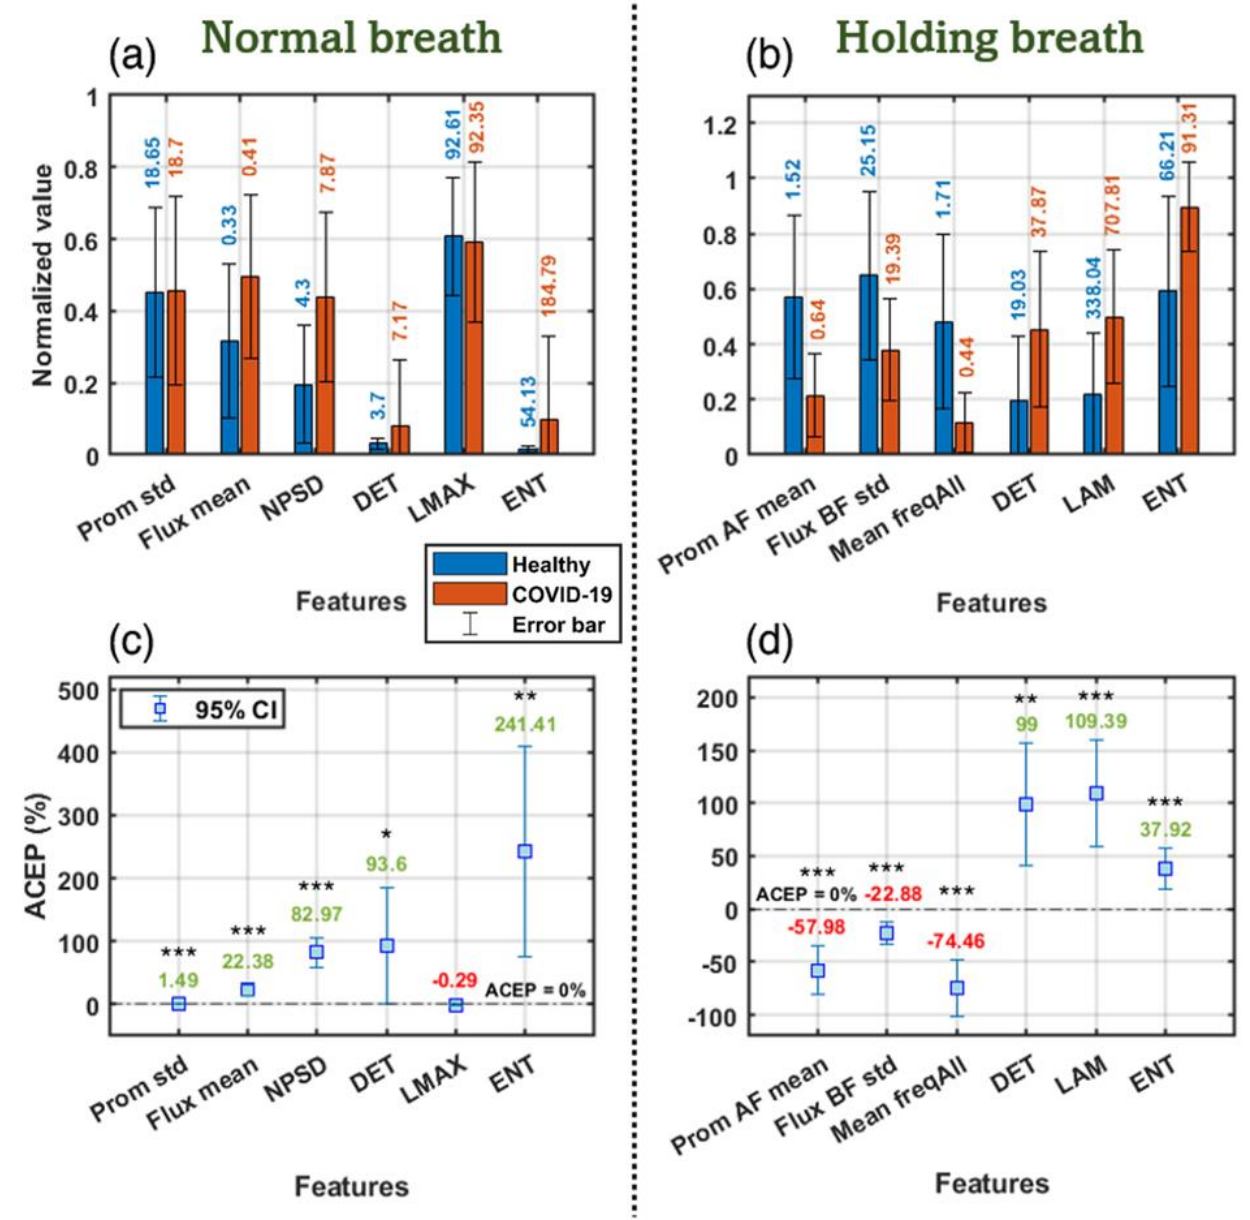 Normal breath
Holding breath
(a)
(b)
Normalized value
1
0.8
0.6
0.4
0.2
0
18.65
18.7
0.33
0.41
4.3
7.87
3.7
7.17
92.61
92.35
54.13
184.79
Prom std
Flux mean
NPSD
DET
LMAX
ENT
Features
1.2
1
0.8
0.6
0.4
0.2
0
1.52
0.64
25.15
19.39
1.71
0.44
19.03
37.87
338.04
707.81
66.21
91.31
Prom AF mean
Flux BF std
Mean freqAll
DET
LAM
ENT
Features
Healthy
COVID-19
Error bar
(c)
(d)
ACEP (%)
500
400
300
200
100
0
95% CI
***
1.49
***
22.38
***
82.97
*
93.6
-0.29
**
241.41
ACEP = 0%
Prom std
Flux mean
NPSD
DET
LMAX
ENT
Features
200
150
100
50
0
-50
-100
ACEP = 0%
***
-57.98
***
-22.88
***
-74.46
**
99
***
109.39
***
37.92
Prom AF mean
Flux BF std
Mean freqAll
DET
LAM
ENT
Features